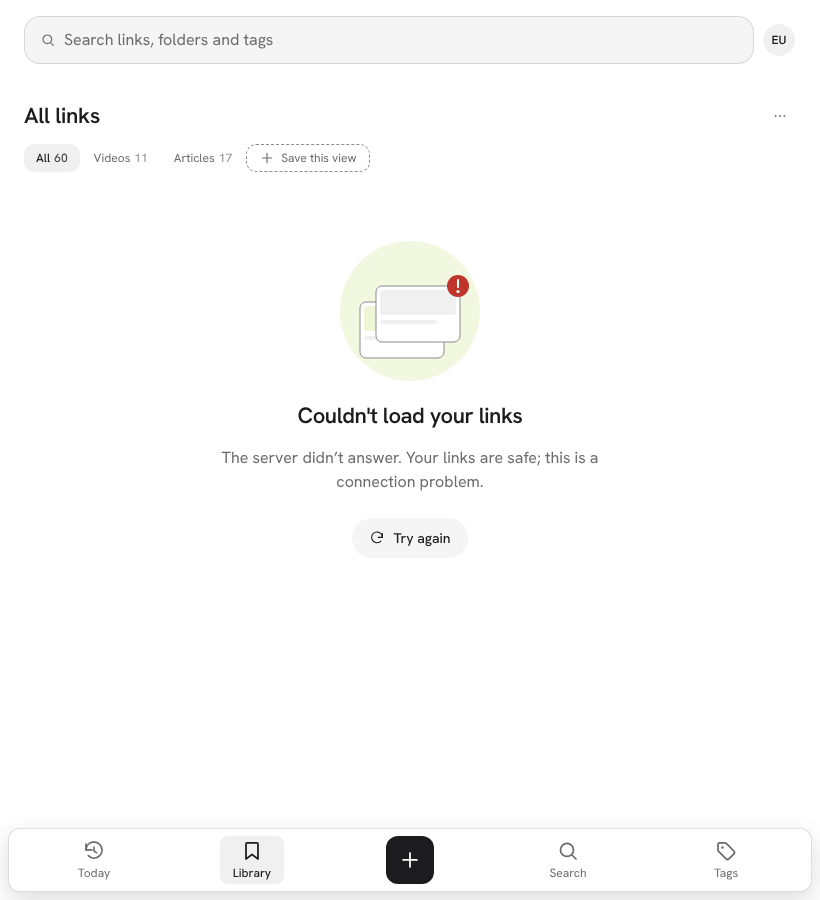 Search links, folders and tags
EU
All links
All 60
Videos 11
Articles 17
Save this view
Couldn't load your links
The server didn’t answer. Your links are safe; this is a
connection problem.
Try again
Today
Library
Search
Tags